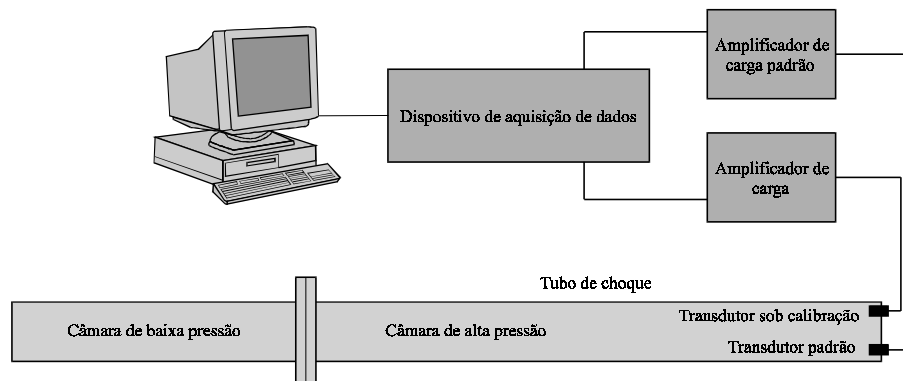 Amplificador de
carga padrão
Dispositivo de aquisição de dados
Amplificador de
carga
Tubo de choque
Câmara de baixa pressão
Câmara de alta pressão
Transdutor sob calibração
Transdutor padrão